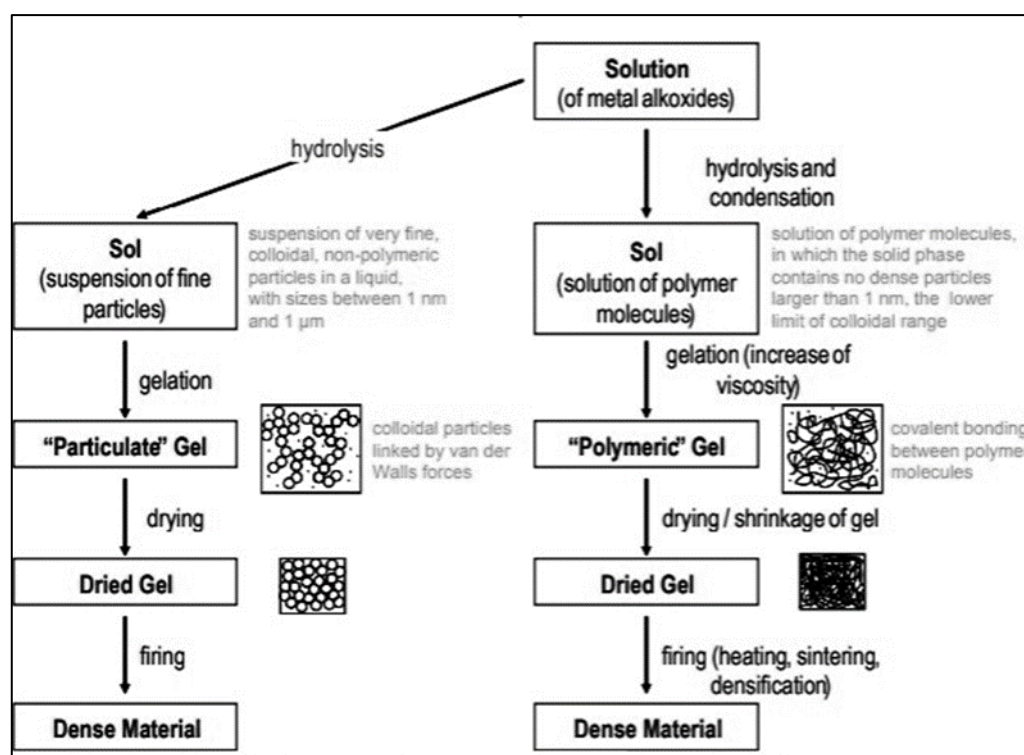 Solution
(of metal alkoxides)
hydrolysis
hydrolysis and
condensation
Sol
(suspension of fine
particles)
suspension of very fine,
colloidal, non-polymeric
particles in a liquid,
with sizes between 1 nm
and 1 µm
Sol
(solution of polymer
molecules)
solution of polymer molecules,
in which the solid phase
contains no dense particles
larger than 1 nm, the lower
limit of colloidal range
gelation
gelation (increase of
viscosity)
"Particulate" Gel
colloidal particles
linked by van der
Walls forces
"Polymeric" Gel
covalent bonding
between polyme
molecules
drying
drying / shrinkage of gel
Dried Gel
Dried Gel
firing
firing (heating, sintering,
densification)
Dense Material
Dense Material